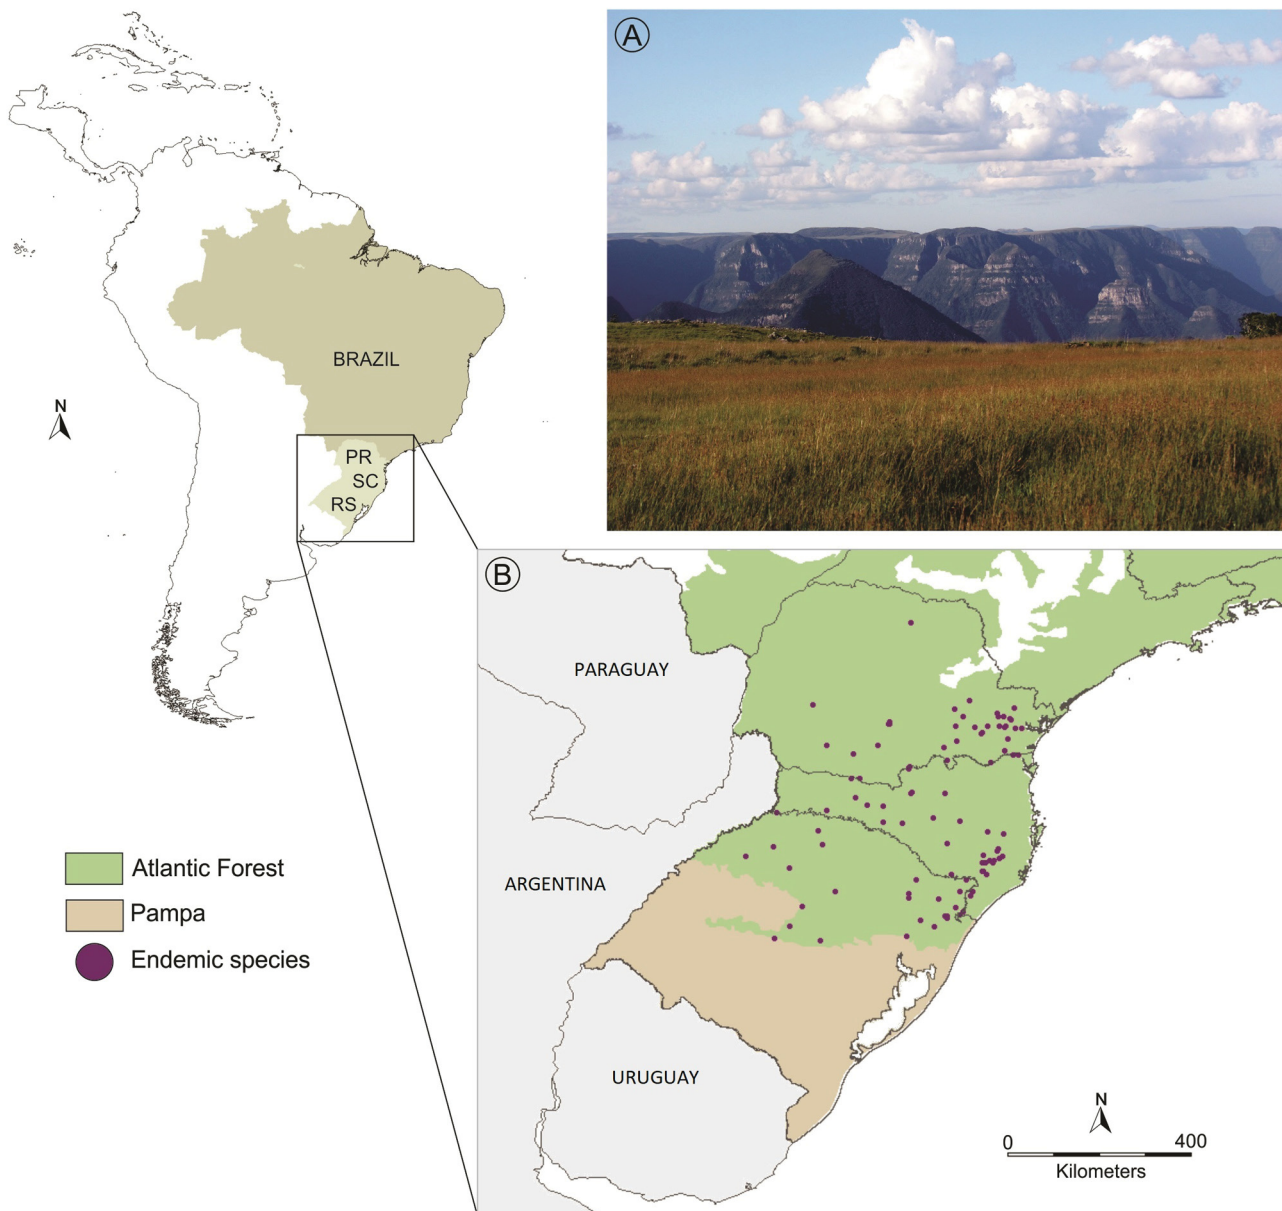 A
BRAZIL
N
PR
SC
RS
B
PARAGUAY
ARGENTINA
URUGUAY
Atlantic Forest
Pampa
Endemic species
N
0 400
Kilometers